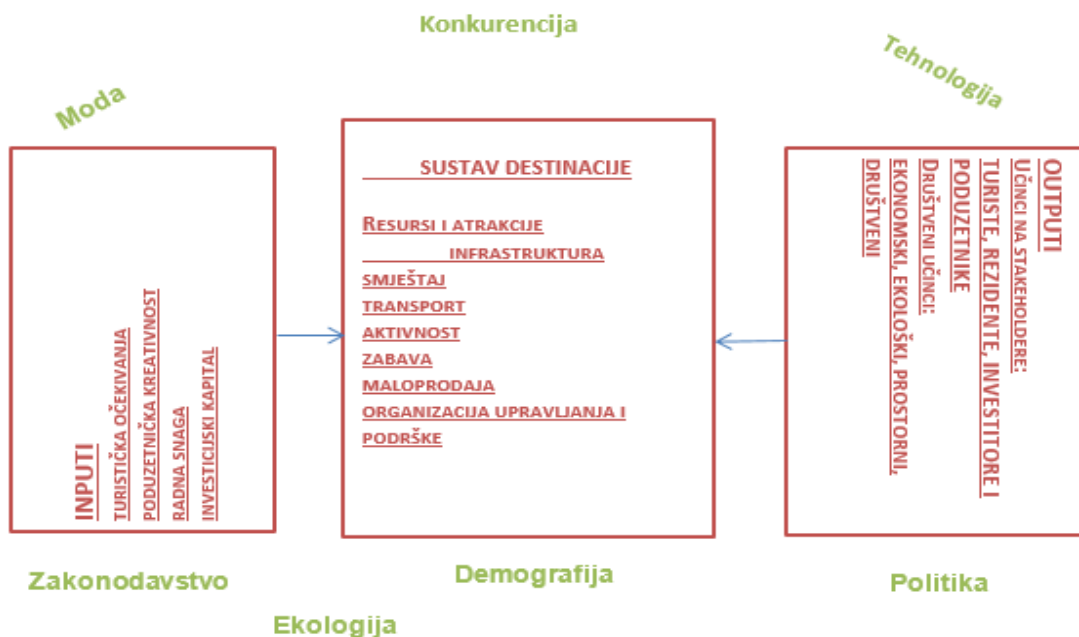 Konkurencija
Tehnologija
Moda
INPUTI
TURISTIČKA OČEKIVANJA
PODUZETNIČKA KREATIVNOST
RADNA SNAGA
INVESTICIJSKI KAPITAL
SUSTAV DESTINACIJE
RESURSI I ATRAKCIJE
INFRASTRUKTURA
SMJEŠTAJ
TRANSPORT
AKTIVNOST
ZABAVA
MALOPRODAJA
ORGANIZACIJA UPRAVLJANJA I
PODRŠKE
OUTPUTI
UČINCI NA STAKEHOLDERE:
TURISTE, REZIDENTE, INVESTITORE I
PODUZETNIKE
DRUŠTVENI UČINCI:
EKONOMSKI, EKOLOŠKI, PROSTORNI,
DRUŠTVENI
Zakonodavstvo
Demografija
Politika
Ekologija